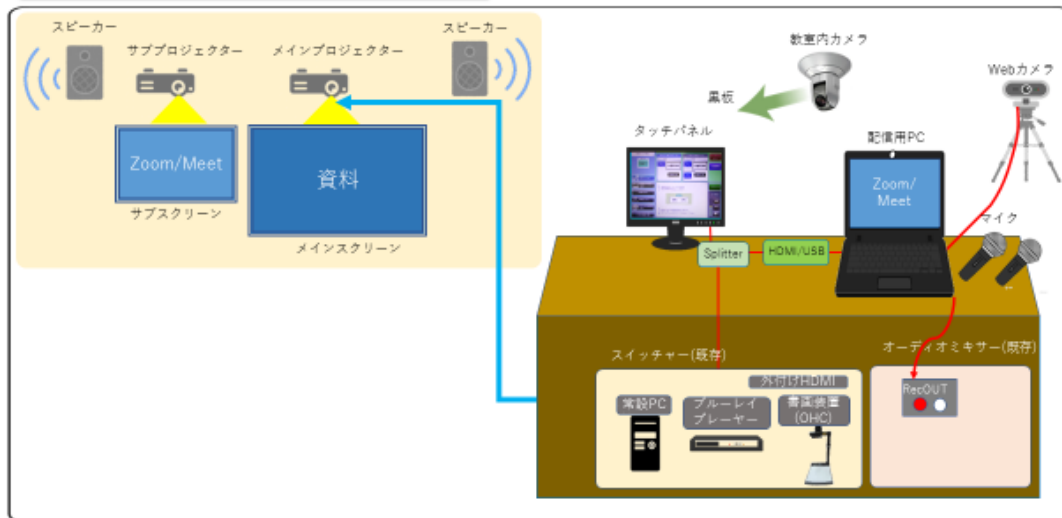 スピーカー
サブプロジェクター
メインプロジェクター
スピーカー
Zoom/Meet
サブスクリーン
資料
メインスクリーン
教室内カメラ
黒板
Webカメラ
タッチパネル
配信用PC
Zoom/
Meet
マイク
Splitter
HDMI/USB
スイッチャー(既存)
オーディオミキサー(既存)
外付けHDMI
常設PC
ブルーレイ
プレーヤー
書画装置
(OHC)
RecOUT